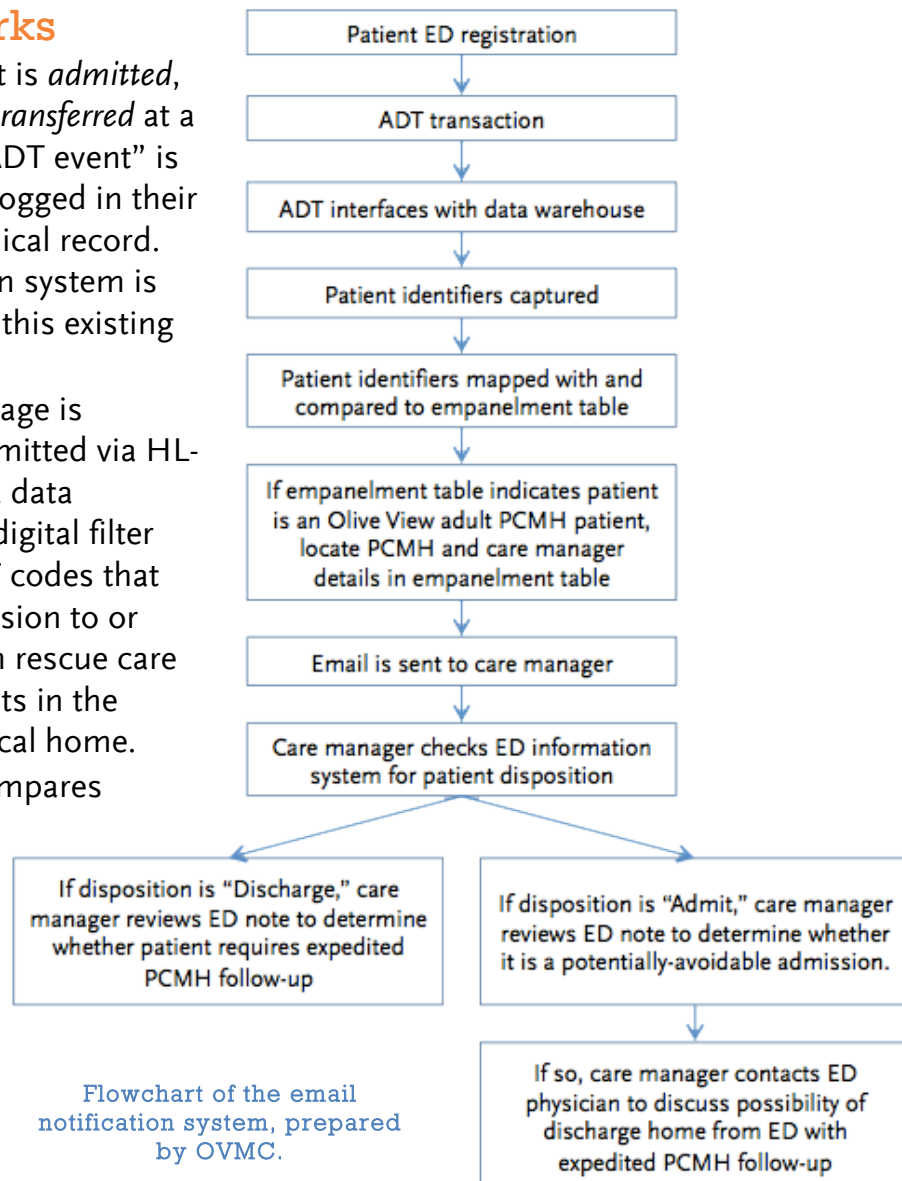 rks
t is admitted,
ransferred at a
ADT event” is
ogged in their
ical record.
n system is
this existing
age is
mitted via HL-
data
digital filter
codes that
sion to or
n rescue care
ts in the
cal home.
mpares
Patient ED registration
ADT transaction
ADT interfaces with data warehouse
Patient identifiers captured
Patient identifiers mapped with and
compared to empanelment table
If empanelment table indicates patient
is an Olive View adult PCMH patient,
locate PCMH and care manager
details in empanelment table
Email is sent to care manager
Care manager checks ED information
system for patient disposition
If disposition is “Discharge,” care
manager reviews ED note to determine
whether patient requires expedited
PCMH follow-up
If disposition is “Admit,” care manager
reviews ED note to determine whether
it is a potentially-avoidable admission.
If so, care manager contacts ED
physician to discuss possibility of
discharge home from ED with
expedited PCMH follow-up
Flowchart of the email
notification system, prepared
by OVMC.